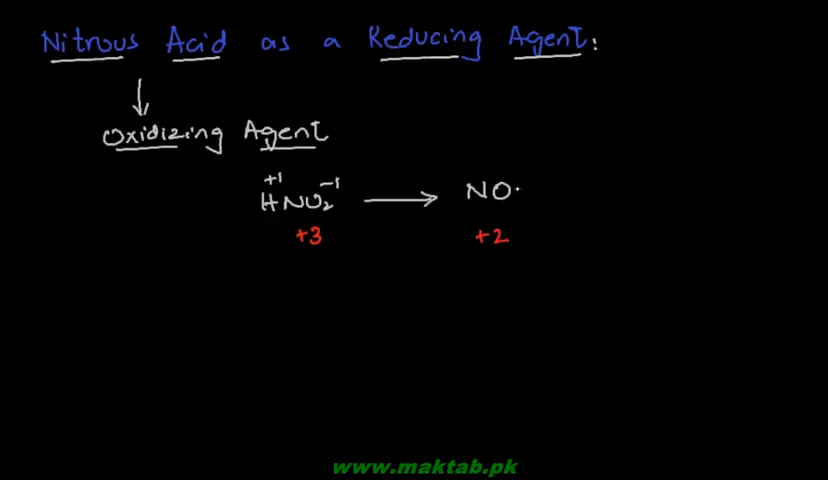 Nitrous Acid as a Reducing Agent:
Oxidizing Agent
+1 -1
HNO2 → NO.
+3 +2
www.maktab.pk